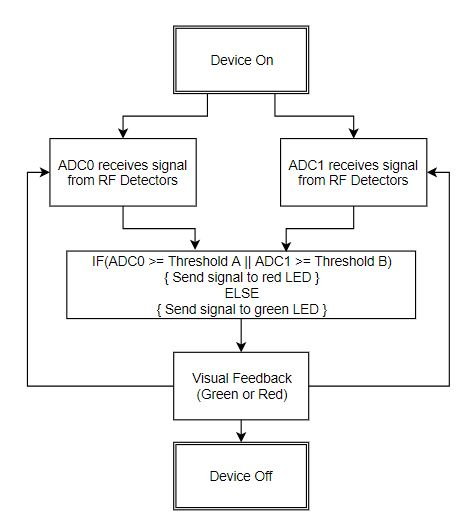 Device On
ADC0 receives signal
from RF Detectors
ADC1 receives signal
from RF Detectors
IF(ADC0 >= Threshold A || ADC1 >= Threshold B)
{ Send signal to red LED }
ELSE
{ Send signal to green LED }
Visual Feedback
(Green or Red)
Device Off